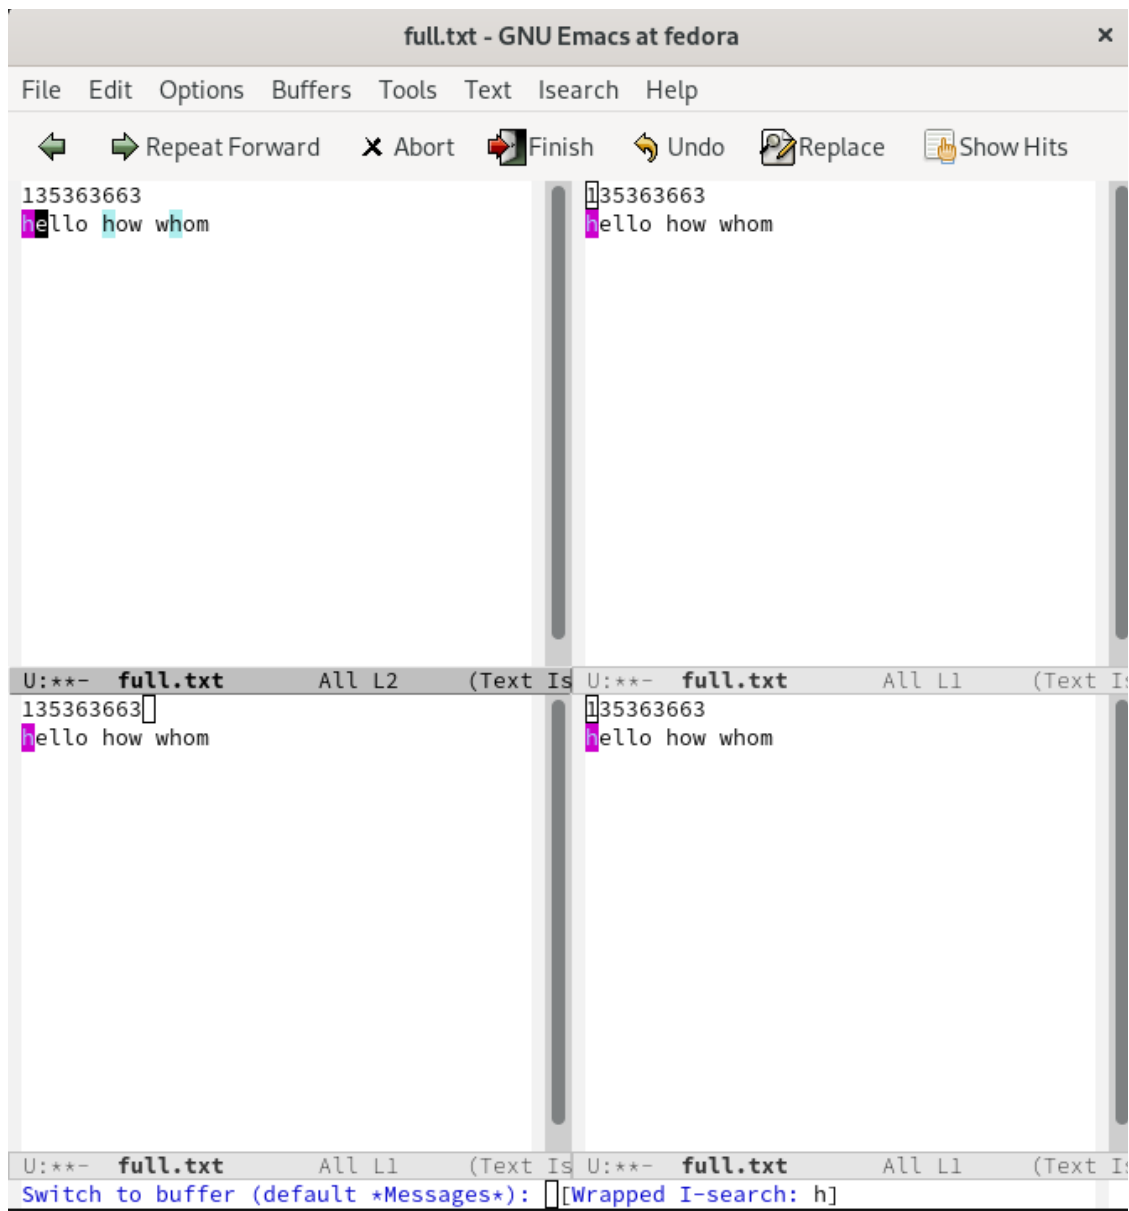 full.txt - GNU Emacs at fedora
File Edit Options Buffers Tools Text Isearch Help
Repeat Forward Abort Finish Undo Replace Show Hits
135363663
hello how whom
U:**- full.txt All L2 (Text Is
135363663
hello how whom
U:**- full.txt All L1 (Text Is
135363663
hello how whom
U:**- full.txt All L1 (Text Is
135363663
hello how whom
U:**- full.txt All L1 (Text Is
Switch to buffer (default *Messages*): [Wrapped I-search: h]